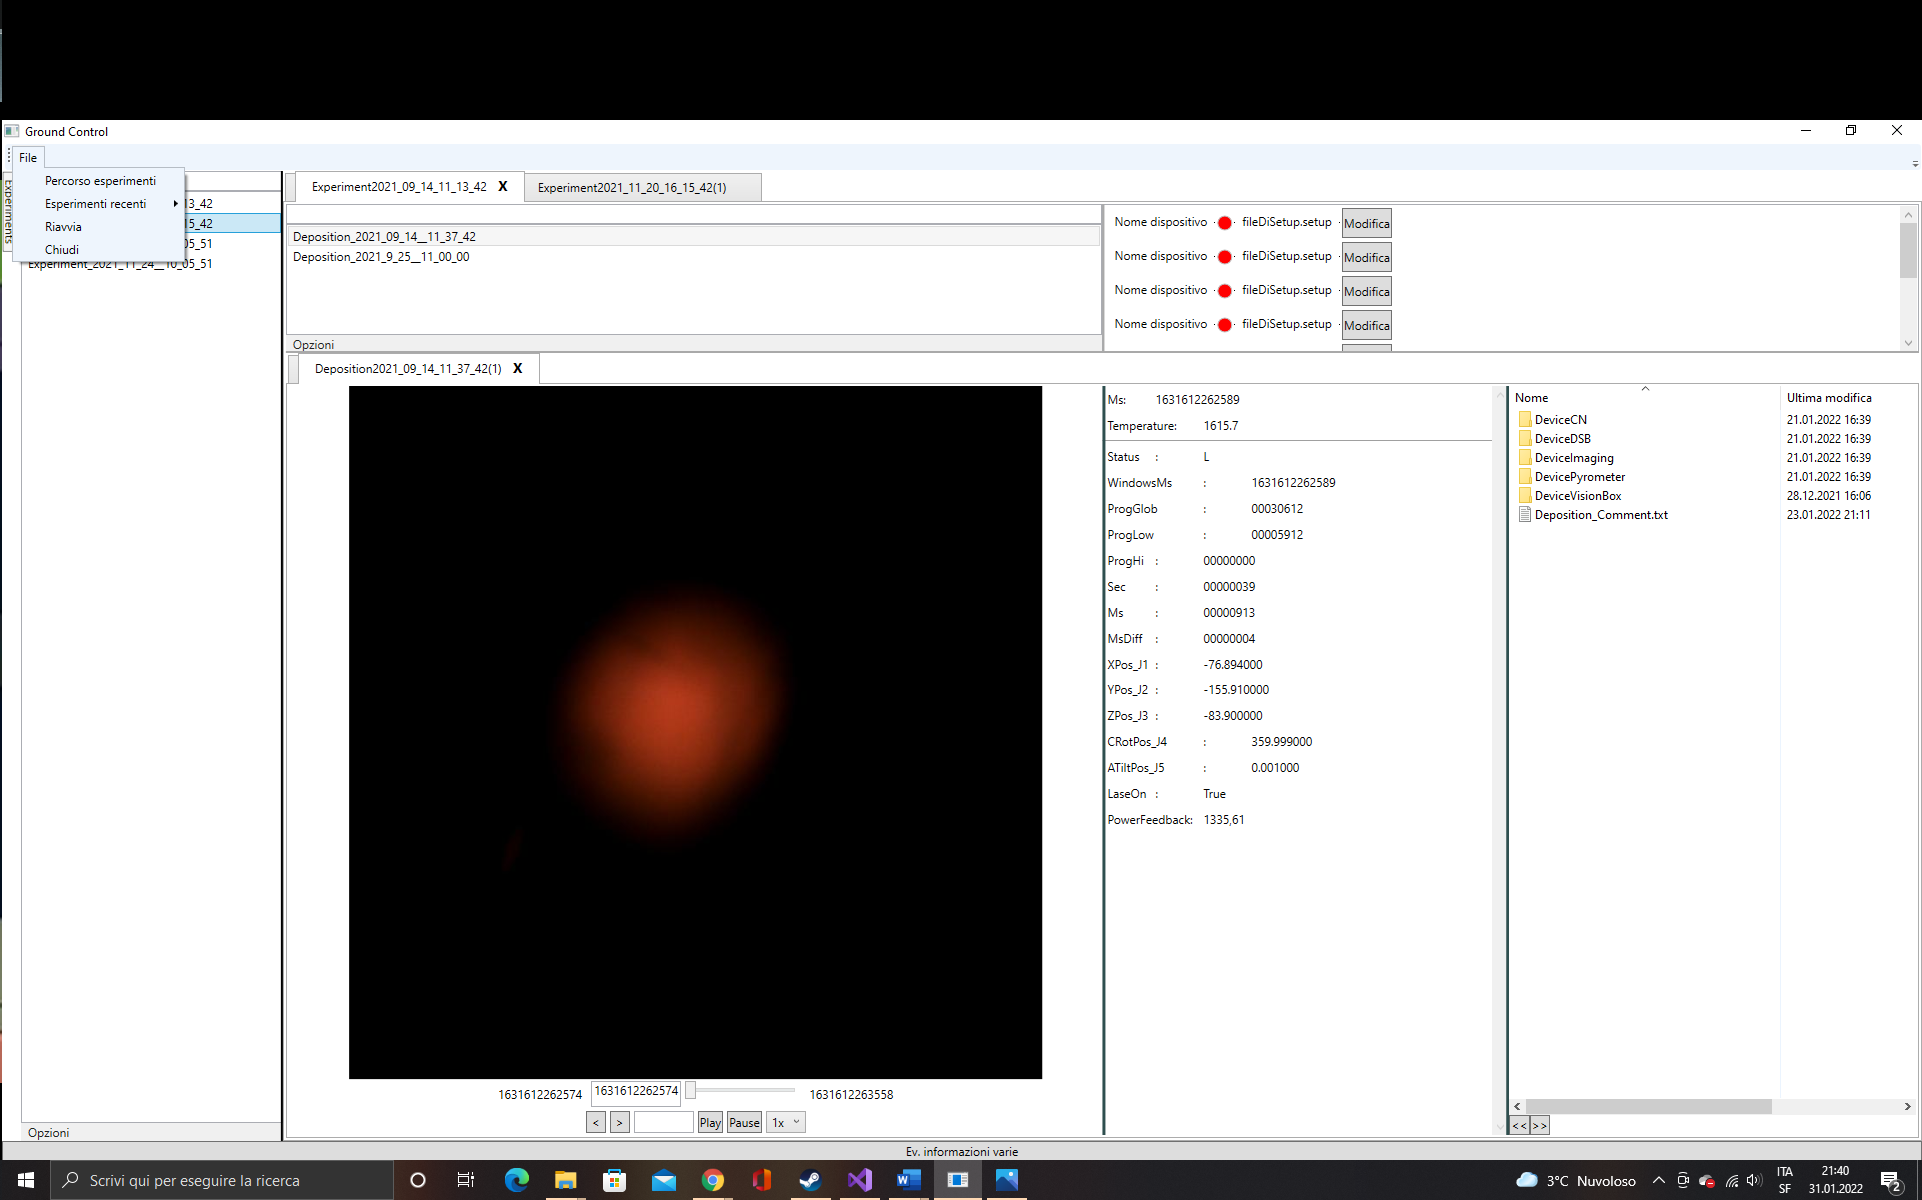 Ground Control
File
Percorso esperimenti
Esperimenti recenti
Riavvia
Chiudi
Experiments
13_42
15_42
05_51
Experiment_2021_11_24__10_05_51
Opzioni
Experiment2021_09_14_11_13_42 X
Experiment2021_11_20_16_15_42(1)
Deposition_2021_09_14__11_37_42
Deposition_2021_9_25__11_00_00
Opzioni
Nome dispositivo fileDiSetup.setup Modifica
Nome dispositivo fileDiSetup.setup Modifica
Nome dispositivo fileDiSetup.setup Modifica
Nome dispositivo fileDiSetup.setup Modifica
Deposition2021_09_14_11_37_42(1) X
1631612262574 1631612262574 1631612263558
< > Play Pause 1x
Ms: 1631612262589
Temperature: 1615.7
Status : L
WindowsMs : 1631612262589
ProgGlob : 00030612
ProgLow : 00005912
ProgHi : 00000000
Sec : 00000039
Ms : 00000913
MsDiff : 00000004
XPos_J1 : -76.894000
YPos_J2 : -155.910000
ZPos_J3 : -83.900000
CRotPos_J4 : 359.999000
ATiltPos_J5 : 0.001000
LaseOn : True
PowerFeedback: 1335,61
Nome Ultima modifica
DeviceCN 21.01.2022 16:39
DeviceDSB 21.01.2022 16:39
DeviceImaging 21.01.2022 16:39
DevicePyrometer 21.01.2022 16:39
DeviceVisionBox 28.12.2021 16:06
Deposition_Comment.txt 23.01.2022 21:11
<< >>
Ev. informazioni varie
Scrivi qui per eseguire la ricerca
3°C Nuvoloso
ITA
SF
21:40
31.01.2022
2